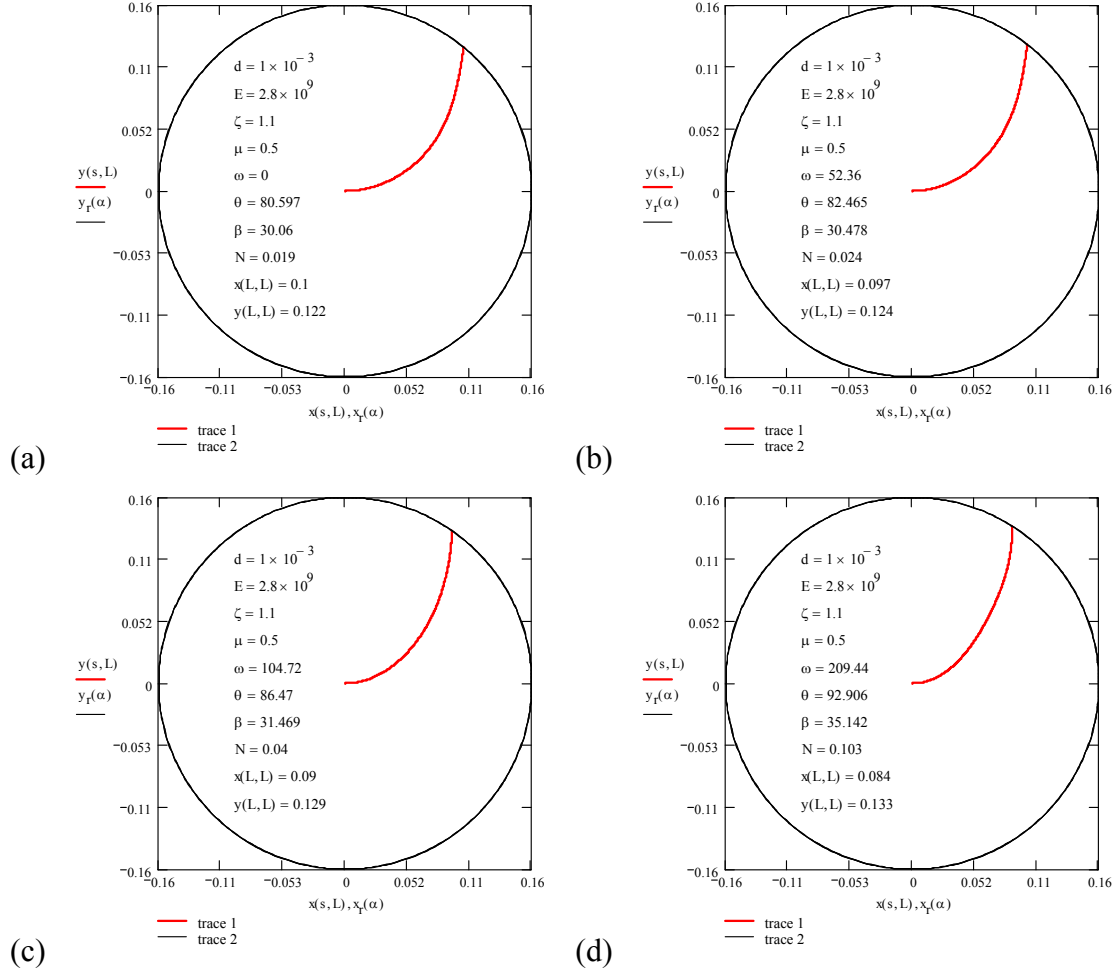 0.16
0.11
0.052
0
−0.053
−0.11
−0.16
y(s, L)
y_r(α)
d = 1 × 10^−3
E = 2.8 × 10^9
ζ = 1.1
μ = 0.5
ω = 0
θ = 80.597
β = 30.06
N = 0.019
x(L, L) = 0.1
y(L, L) = 0.122
−0.16 −0.11 −0.053 0 0.052 0.11 0.16
x(s, L), x_r(α)
trace 1
trace 2
(a)
0.16
0.11
0.052
0
−0.053
−0.11
−0.16
y(s, L)
y_r(α)
d = 1 × 10^−3
E = 2.8 × 10^9
ζ = 1.1
μ = 0.5
ω = 52.36
θ = 82.465
β = 30.478
N = 0.024
x(L, L) = 0.097
y(L, L) = 0.124
−0.16 −0.11 −0.053 0 0.052 0.11 0.16
x(s, L), x_r(α)
trace 1
trace 2
(b)
0.16
0.11
0.052
0
−0.053
−0.11
−0.16
y(s, L)
y_r(α)
d = 1 × 10^−3
E = 2.8 × 10^9
ζ = 1.1
μ = 0.5
ω = 104.72
θ = 86.47
β = 31.469
N = 0.04
x(L, L) = 0.09
y(L, L) = 0.129
−0.16 −0.11 −0.053 0 0.052 0.11 0.16
x(s, L), x_r(α)
trace 1
trace 2
(c)
0.16
0.11
0.052
0
−0.053
−0.11
−0.16
y(s, L)
y_r(α)
d = 1 × 10^−3
E = 2.8 × 10^9
ζ = 1.1
μ = 0.5
ω = 209.44
θ = 92.906
β = 35.142
N = 0.103
x(L, L) = 0.084
y(L, L) = 0.133
−0.16 −0.11 −0.053 0 0.052 0.11 0.16
x(s, L), x_r(α)
trace 1
trace 2
(d)